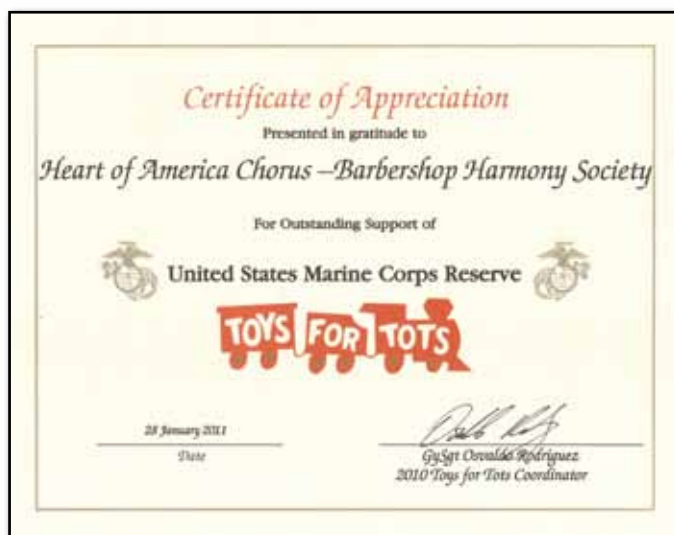 Certificate of Appreciation
Presented in gratitude to
Heart of America Chorus –Barbershop Harmony Society
For Outstanding Support of
United States Marine Corps Reserve
TOYS FOR TOTS
28 January 2011
Date
GySgt Osvaldo Rodriguez
2010 Toys for Tots Coordinator